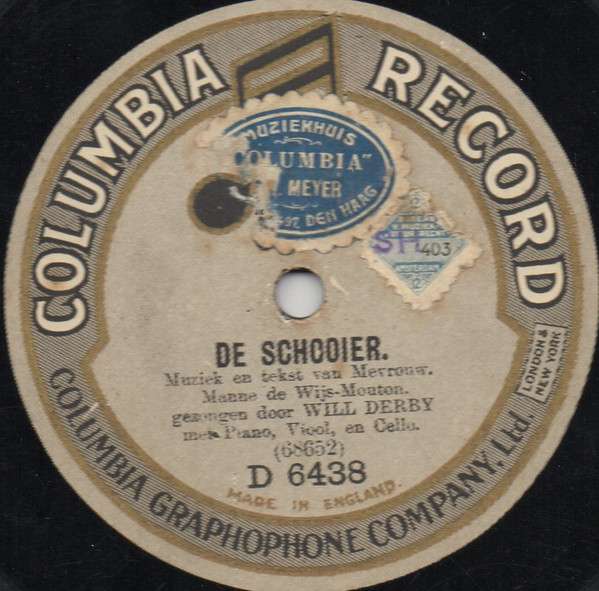 COLUMBIA RECORD
MUZIEKHUIS
COLUMBIA"
MEYER
DEN HAAG
403
AMSTERDAM
LONDON &
NEW YORK
DE SCHOOIER.
Muziek en tekst van Mevrouw.
Manne de Wijs-Mouton.
gezongen door WILL DERBY
met Piano, Viool, en Cello.
(68652)
D 6438
MADE IN ENGLAND.
COLUMBIA GRAPHOPHONE COMPANY, Ltd.